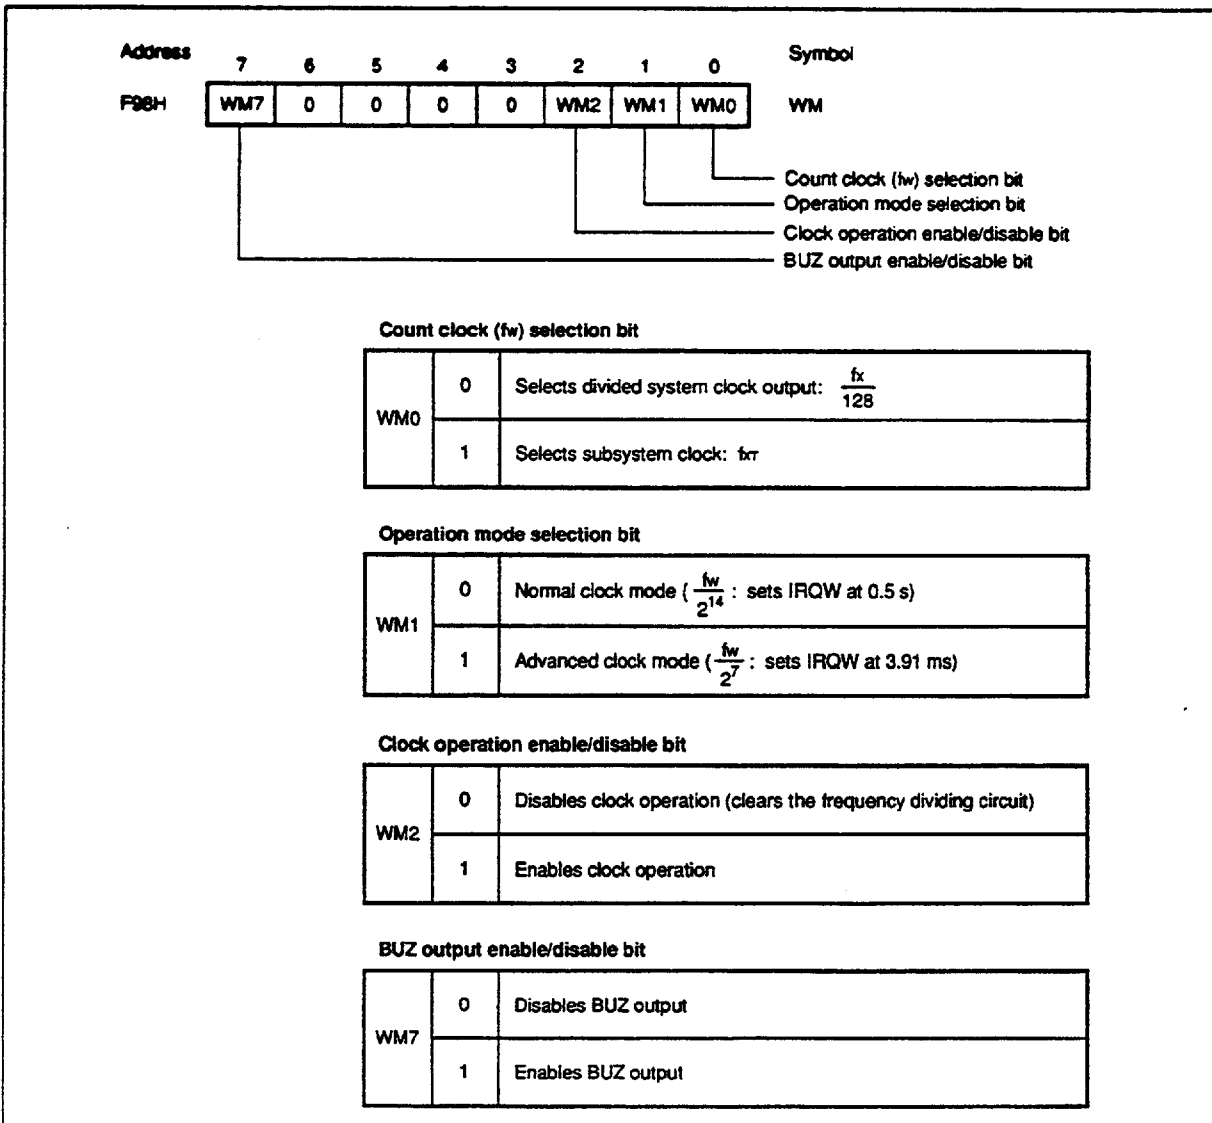 Address 7 6 5 4 3 2 1 0 Symbol
F98H WM7 0 0 0 0 WM2 WM1 WM0 WM
Count clock (fw) selection bit
Operation mode selection bit
Clock operation enable/disable bit
BUZ output enable/disable bit
Count clock (fw) selection bit
WM0
0 Selects divided system clock output: fx/128
1 Selects subsystem clock: fxT
Operation mode selection bit
WM1
0 Normal clock mode (fw/2^14 : sets IRQW at 0.5 s)
1 Advanced clock mode (fw/2^7 : sets IRQW at 3.91 ms)
Clock operation enable/disable bit
WM2
0 Disables clock operation (clears the frequency dividing circuit)
1 Enables clock operation
BUZ output enable/disable bit
WM7
0 Disables BUZ output
1 Enables BUZ output